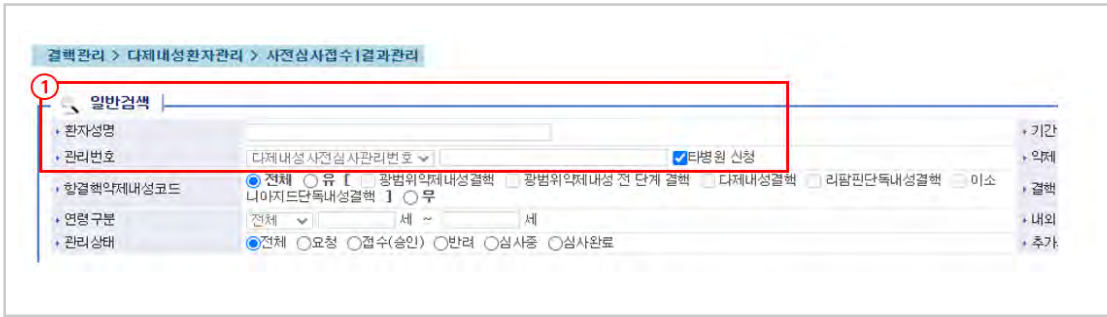 결핵관리 > 다제내성환자관리 > 사전심사접수|결과관리
①
일반검색
환자성명 기간
관리번호 다제내성사전심사관리번호 타병원 신청 약제
항결핵약제내성코드 전체 유 [ 광범위약제내성결핵 광범위약제내성 전 단계 결핵 다제내성결핵 리팜핀단독내성결핵 이소 결핵
니아지드단독내성결핵 ] 무
연령구분 전체 세 ~ 세 내외
관리상태 전체 요청 접수(승인) 반려 심사중 심사완료 추가